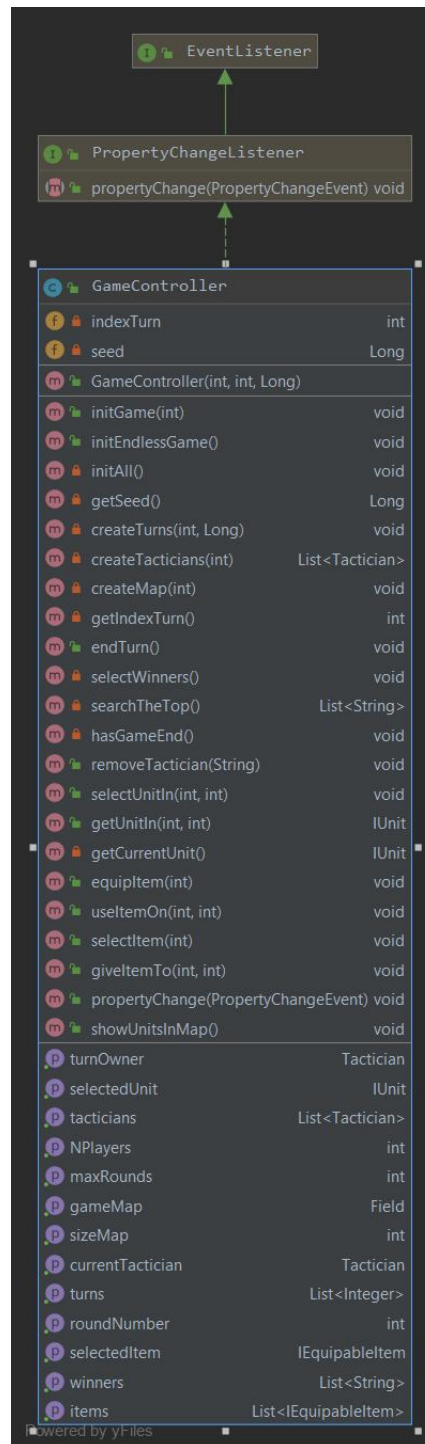 EventListener
PropertyChangeListener
propertyChange(PropertyChangeEvent) void
GameController
indexTurn int
seed Long
GameController(int, int, Long)
initGame(int) void
initEndlessGame() void
initAll() void
getSeed() Long
createTurns(int, Long) void
createTacticians(int) List<Tactician>
createMap(int) void
getIndexTurn() int
endTurn() void
selectWinners() void
searchTheTop() List<String>
hasGameEnd() void
removeTactician(String) void
selectUnitIn(int, int) void
getUnitIn(int, int) IUnit
getCurrentUnit() IUnit
equipItem(int) void
useItemOn(int, int) void
selectItem(int) void
giveItemTo(int, int) void
propertyChange(PropertyChangeEvent) void
showUnitsInMap() void
turnOwner Tactician
selectedUnit IUnit
tacticians List<Tactician>
NPlayers int
maxRounds int
gameMap Field
sizeMap int
currentTactician Tactician
turns List<Integer>
roundNumber int
selectedItem IEquipableItem
winners List<String>
items List<IEquipableItem>
Powered by yFiles